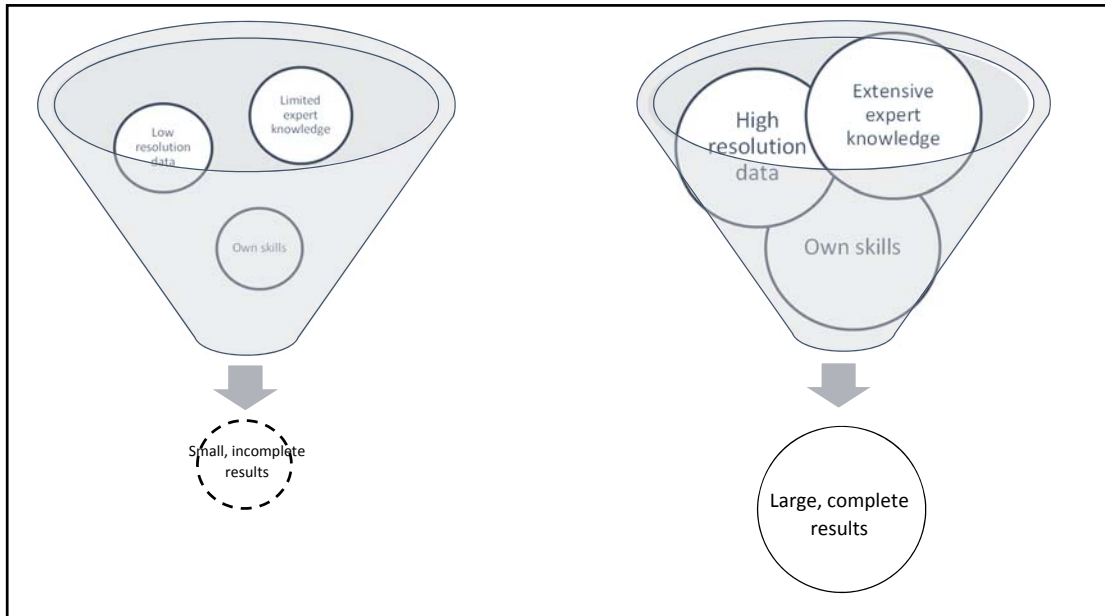 Limited
expert
knowledge
Low
resolution
data
Own skills
Small, incomplete
results
Extensive
expert
knowledge
High
resolution
data
Own skills
Large, complete
results